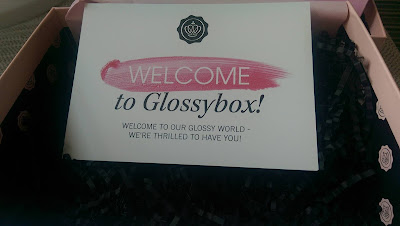 WELCOME
to Glossybox!
WELCOME TO OUR GLOSSY WORLD -
WE'RE THRILLED TO HAVE YOU!